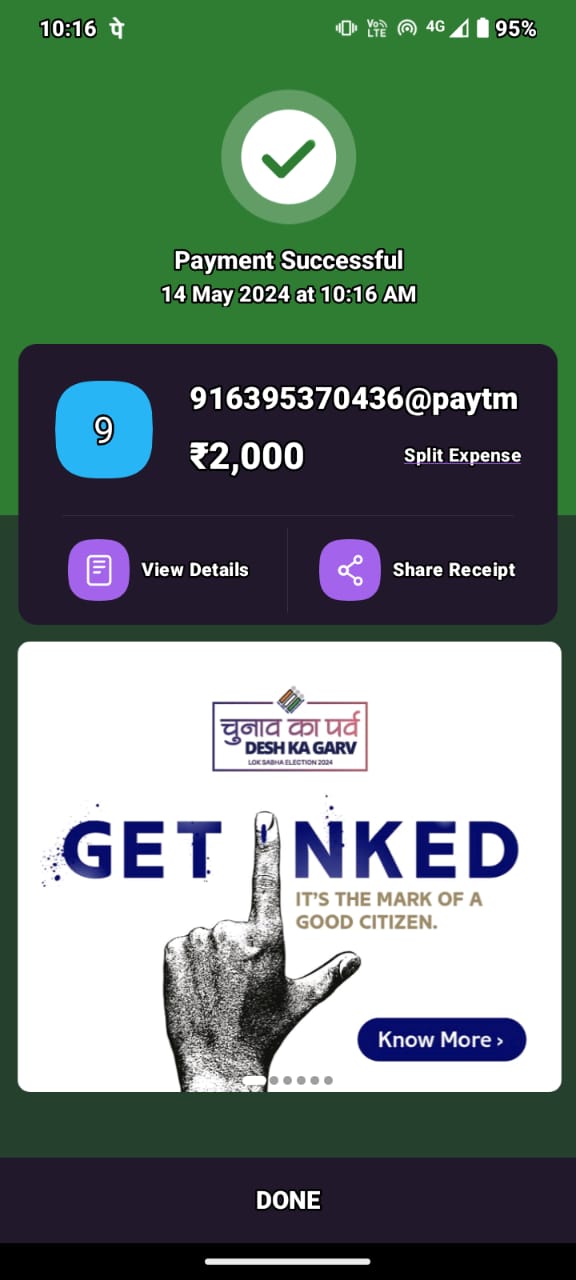 10:16 पे Vo)) LTE 4G 95%
Payment Successful
14 May 2024 at 10:16 AM
9
916395370436@paytm
₹2,000
Split Expense
View Details
Share Receipt
चुनाव का पर्व
DESH KA GARV
LOK SABHA ELECTION 2024
GET INKED
IT'S THE MARK OF A
GOOD CITIZEN.
Know More ›
DONE